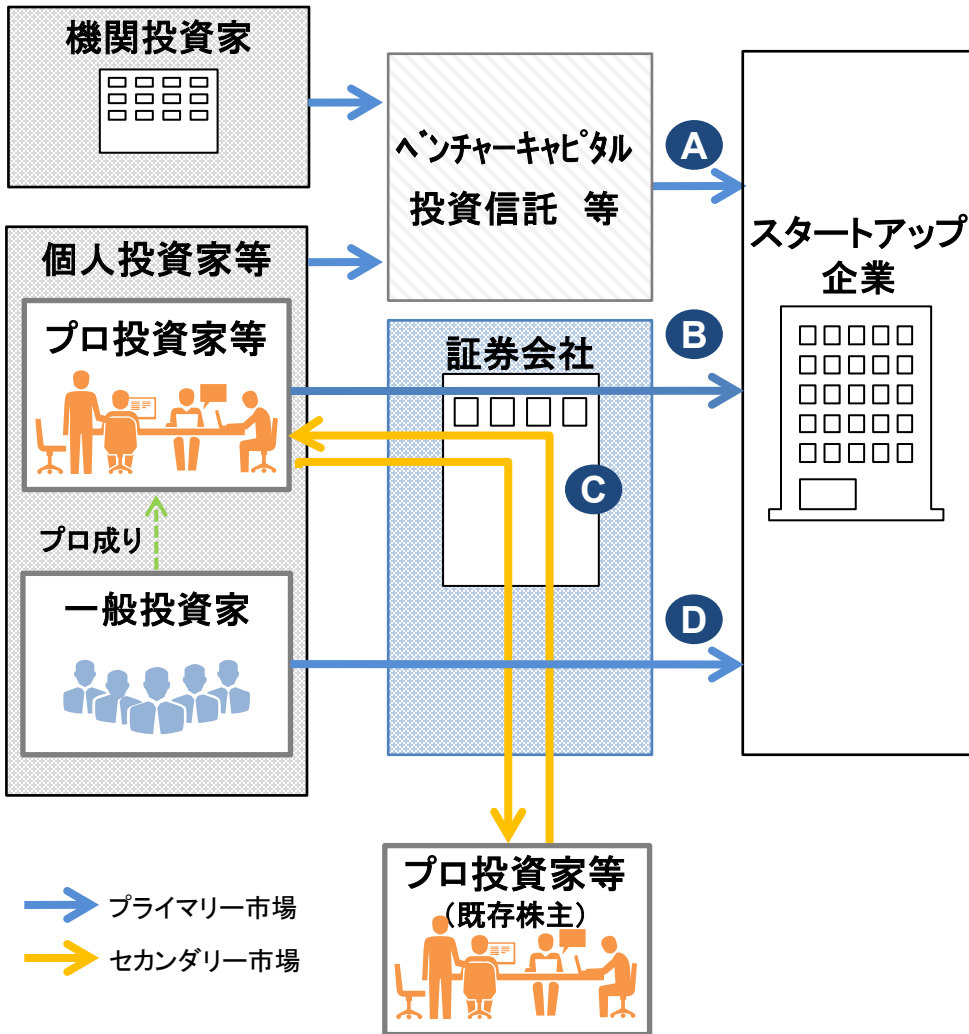 機関投資家
ベンチャーキャピタル
投資信託 等
A
スタートアップ
企業
個人投資家等
プロ投資家等
証券会社
B
C
プロ成り
一般投資家
D
プロ投資家等
(既存株主)
プライマリー市場
セカンダリー市場